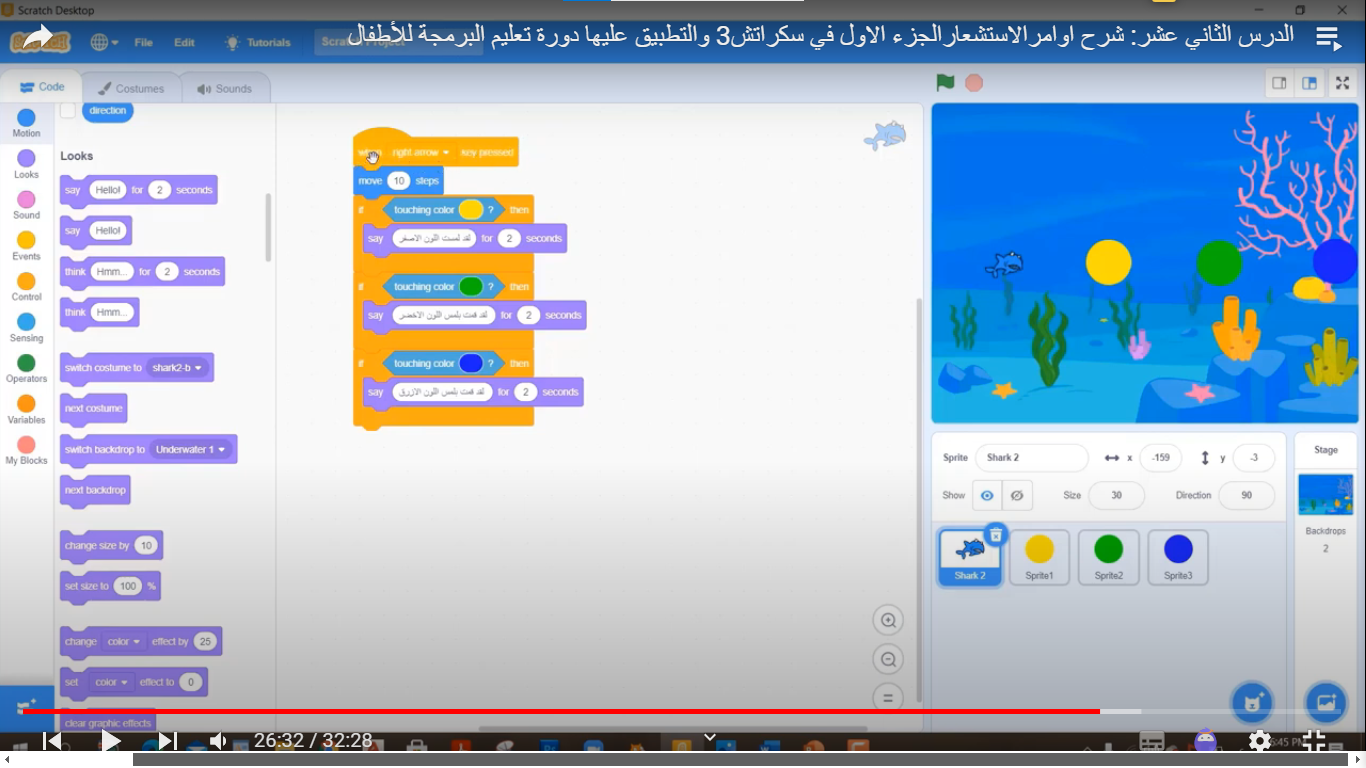 Scratch Desktop
File Edit Tutorials
الدرس الثاني عشر: شرح اوامرالاستشعارالجزء الاول في سكراتش3 والتطبيق عليها دورة تعليم البرمجة للأطفال
Code Costumes Sounds
Motion
Looks
Sound
Events
Control
Sensing
Operators
Variables
My Blocks
direction
Looks
say Hello! for 2 seconds
say Hello!
think Hmm... for 2 seconds
think Hmm...
switch costume to shark2-b
next costume
switch backdrop to Underwater 1
next backdrop
change size by 10
set size to 100 %
change color effect by 25
set color effect to 0
clear graphic effects
when right arrow key pressed
move 10 steps
if touching color ? then
say لقد لمست اللون الاصفر for 2 seconds
if touching color ? then
say لقد قمت بلمس اللون الاخضر for 2 seconds
if touching color ? then
say لقد قمت بلمس اللون الازرق for 2 seconds
Sprite Shark 2 x -159 y -3
Show Size 30 Direction 90
Shark 2 Sprite1 Sprite2 Sprite3
Stage
Backdrops
2
26:32 / 32:28